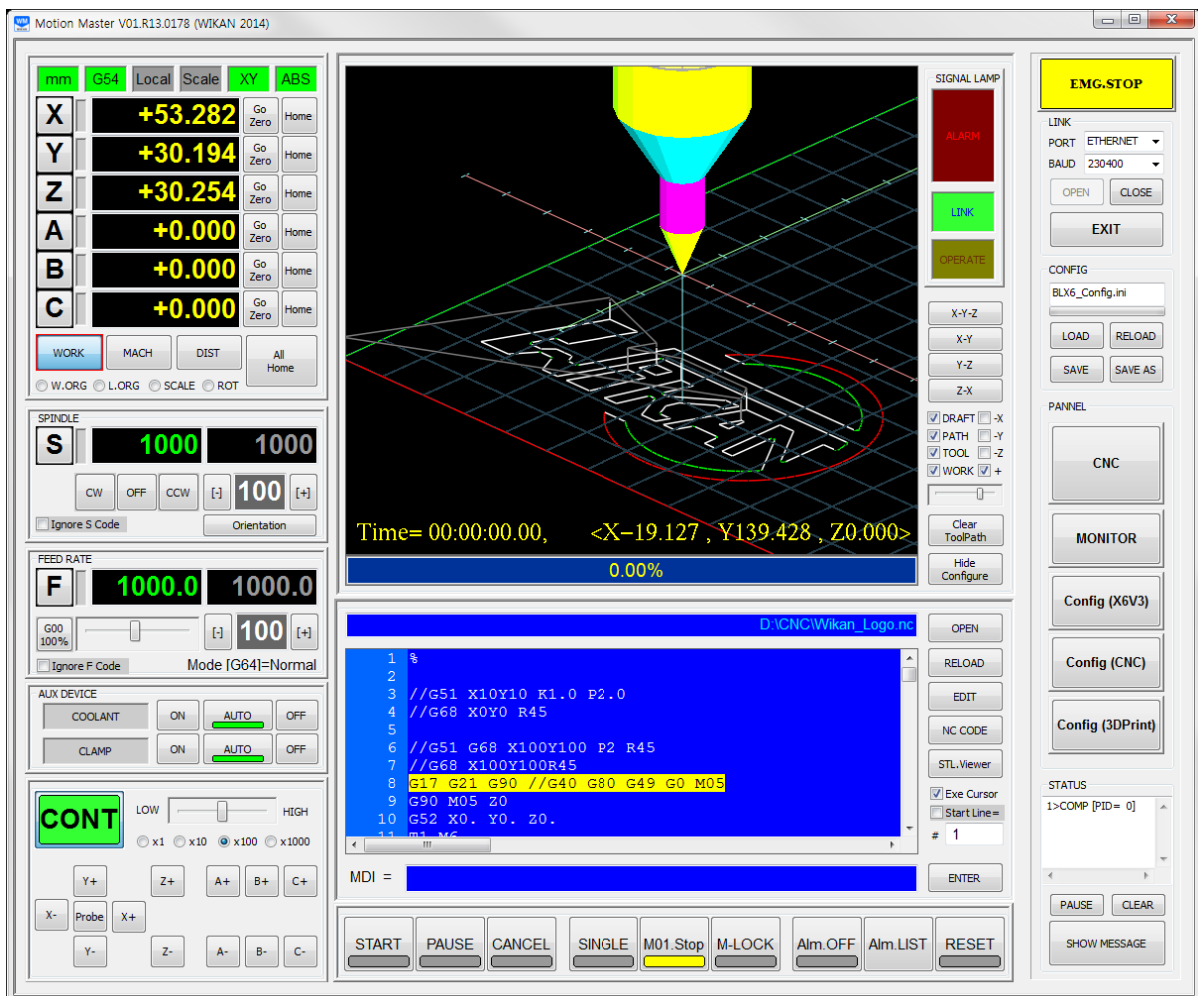 Motion Master V01.R13.0178 (WIKAN 2014)
mm G54 Local Scale XY ABS
X +53.282 Go Zero Home
Y +30.194 Go Zero Home
Z +30.254 Go Zero Home
A +0.000 Go Zero Home
B +0.000 Go Zero Home
C +0.000 Go Zero Home
WORK MACH DIST All Home
W.ORG L.ORG SCALE ROT
SPINDLE
S 1000 1000
CW OFF CCW [-] 100 [+]
Ignore S Code Orientation
FEED RATE
F 1000.0 1000.0
G00 100% [-] 100 [+]
Ignore F Code Mode [G64]=Normal
AUX DEVICE
COOLANT ON AUTO OFF
CLAMP ON AUTO OFF
CONT LOW HIGH
x1 x10 x100 x1000
Y+ Z+ A+ B+ C+
X- Probe X+
Y- Z- A- B- C-
Time= 00:00:00.00, <X−19.127 , Y139.428 , Z0.000>
0.00%
SIGNAL LAMP
ALARM
LINK
OPERATE
X-Y-Z
X-Y
Y-Z
Z-X
DRAFT -X
PATH -Y
TOOL -Z
WORK +
Clear ToolPath
Hide Configure
D:\CNC\Wikan_Logo.nc
1 %
2
3 //G51 X10Y10 K1.0 P2.0
4 //G68 X0Y0 R45
5
6 //G51 G68 X100Y100 P2 R45
7 //G68 X100Y100R45
8 G17 G21 G90 //G40 G80 G49 G0 M05
9 G90 M05 Z0
10 G52 X0. Y0. Z0.
11 T1 M6
MDI =
OPEN
RELOAD
EDIT
NC CODE
STL.Viewer
Exe Cursor
Start Line=
# 1
ENTER
START PAUSE CANCEL SINGLE M01.Stop M-LOCK Alm.OFF Alm.LIST RESET
EMG.STOP
LINK
PORT ETHERNET
BAUD 230400
OPEN CLOSE
EXIT
CONFIG
BLX6_Config.ini
LOAD RELOAD
SAVE SAVE AS
PANNEL
CNC
MONITOR
Config (X6V3)
Config (CNC)
Config (3DPrint)
STATUS
1>COMP [PID= 0]
PAUSE CLEAR
SHOW MESSAGE